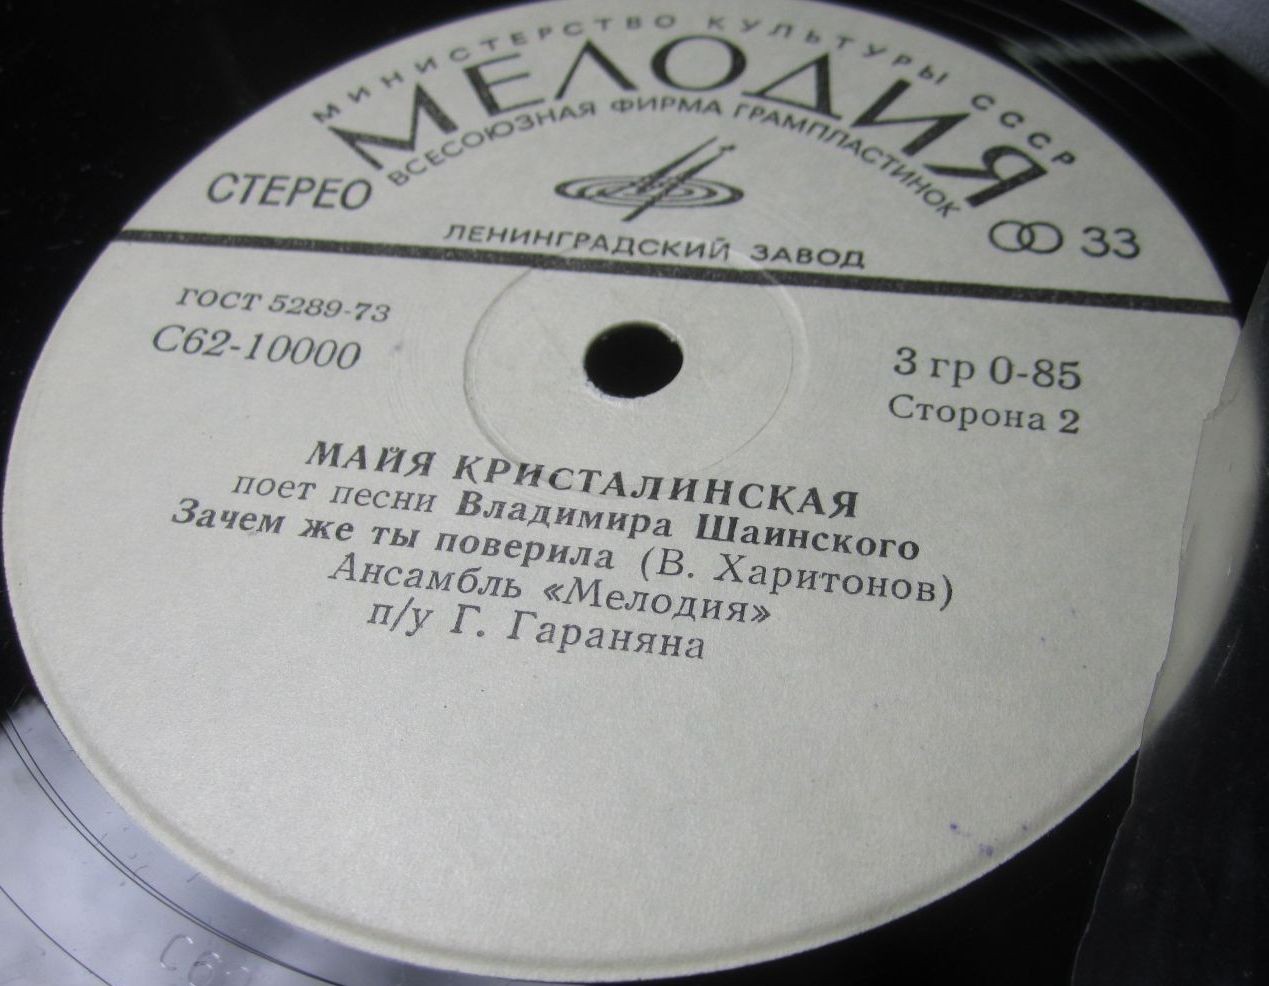 МИНИСТЕРСТВО КУЛЬТУРЫ СССР
МЕЛОДИЯ
ВСЕСОЮЗНАЯ ФИРМА ГРАМПЛАСТИНОК
СТЕРЕО
33
ЛЕНИНГРАДСКИЙ ЗАВОД
ГОСТ 5289-73
С62-10000
3 гр 0-85
Сторона 2
МАЙЯ КРИСТАЛИНСКАЯ
поет песни Владимира Шаинского
Зачем же ты поверила (В. Харитонов)
Ансамбль «Мелодия»
п/у Г. Гараняна